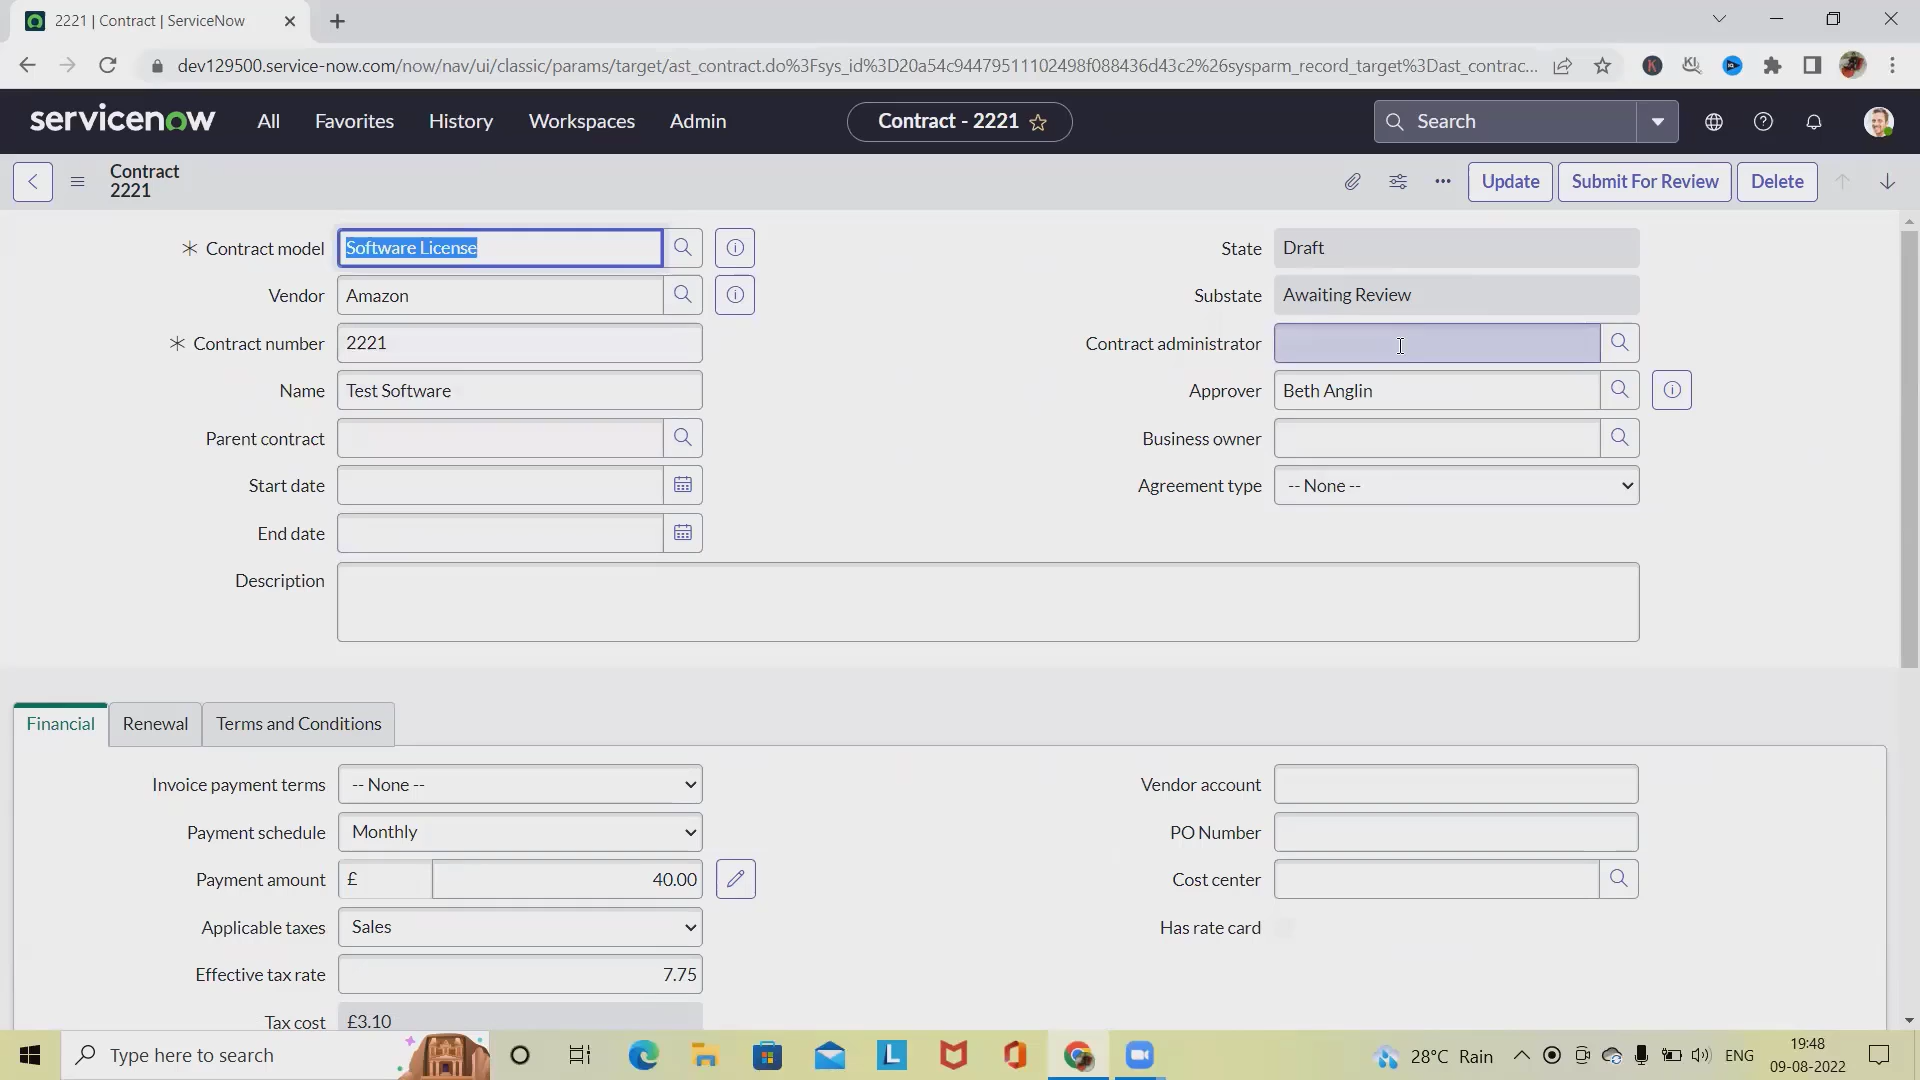 2221 | Contract | ServiceNow
dev129500.service-now.com/now/nav/ui/classic/params/target/ast_contract.do%3Fsys_id%3D20a54c94479511102498f088436d43c2%26sysparm_record_target%3Dast_contrac...
servicenow All Favorites History Workspaces Admin Contract - 2221 Search
Contract
2221
Update Submit For Review Delete
Contract model Software License State Draft
Vendor Amazon Substate Awaiting Review
Contract number 2221 Contract administrator
Name Test Software Approver Beth Anglin
Parent contract Business owner
Start date Agreement type -- None --
End date
Description
Financial Renewal Terms and Conditions
Invoice payment terms -- None -- Vendor account
Payment schedule Monthly PO Number
Payment amount £ 40.00 Cost center
Applicable taxes Sales Has rate card
Effective tax rate 7.75
Tax cost £3.10
Type here to search 28°C Rain ENG 19:48
09-08-2022